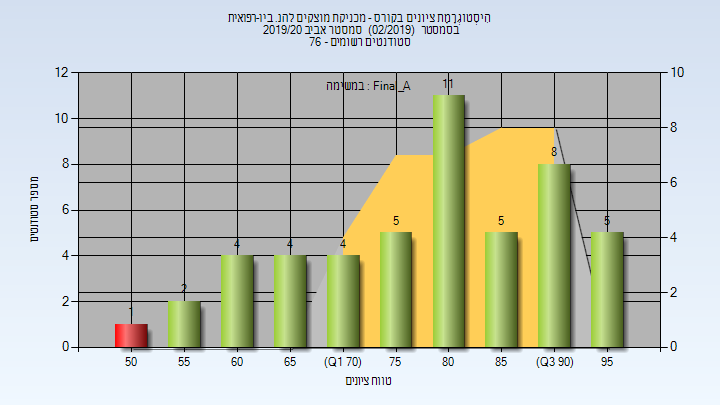 היסטוגרמת ציונים בקורס - מכניקת מוצקים להנ. ביו-רפואית
בסמסטר (02/2019) סמסטר אביב 2019/20
סטודנטים רשומים - 76
במשימה : Final_A
12 10 8 6 4 2 0
10 8 6 4 2 0
מספר סטודנטים
1 2 4 4 4 5 11 5 8 5
50 55 60 65 (Q1 70) 75 80 85 (Q3 90) 95
טווח ציונים